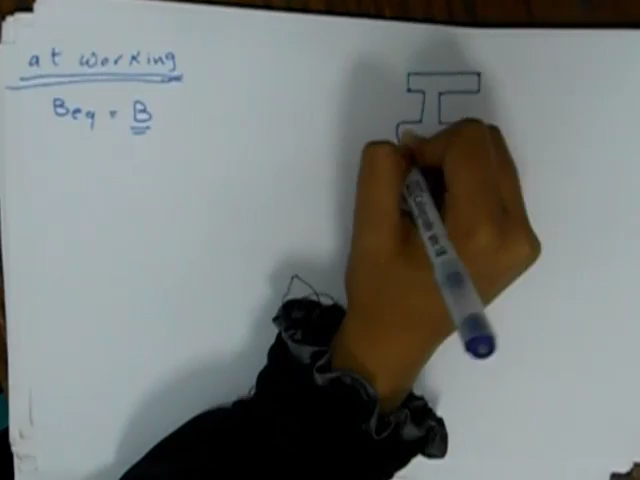 at working
Beq = B